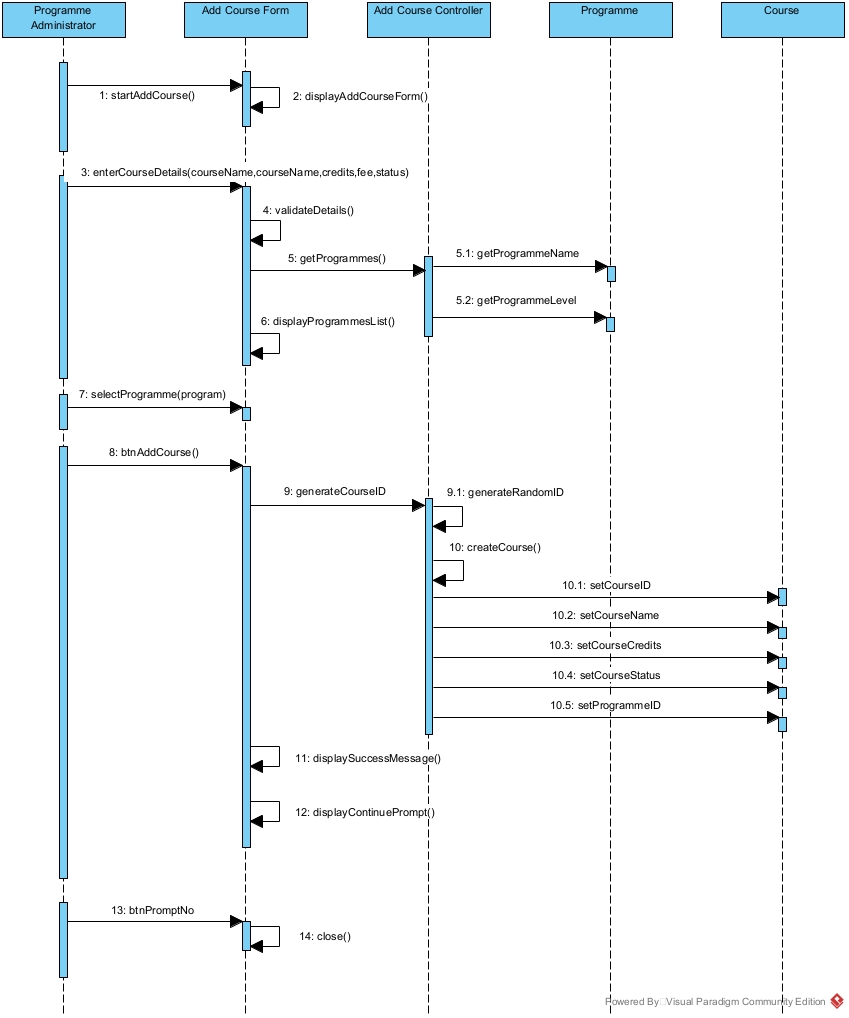 Programme
Administrator
Add Course Form
Add Course Controller
Programme
Course
1: startAddCourse()
2: displayAddCourseForm()
3: enterCourseDetails(courseName,courseName,credits,fee,status)
4: validateDetails()
5: getProgrammes()
5.1: getProgrammeName
5.2: getProgrammeLevel
6: displayProgrammesList()
7: selectProgramme(program)
8: btnAddCourse()
9: generateCourseID
9.1: generateRandomID
10: createCourse()
10.1: setCourseID
10.2: setCourseName
10.3: setCourseCredits
10.4: setCourseStatus
10.5: setProgrammeID
11: displaySuccessMessage()
12: displayContinuePrompt()
13: btnPromptNo
14: close()
Powered By Visual Paradigm Community Edition